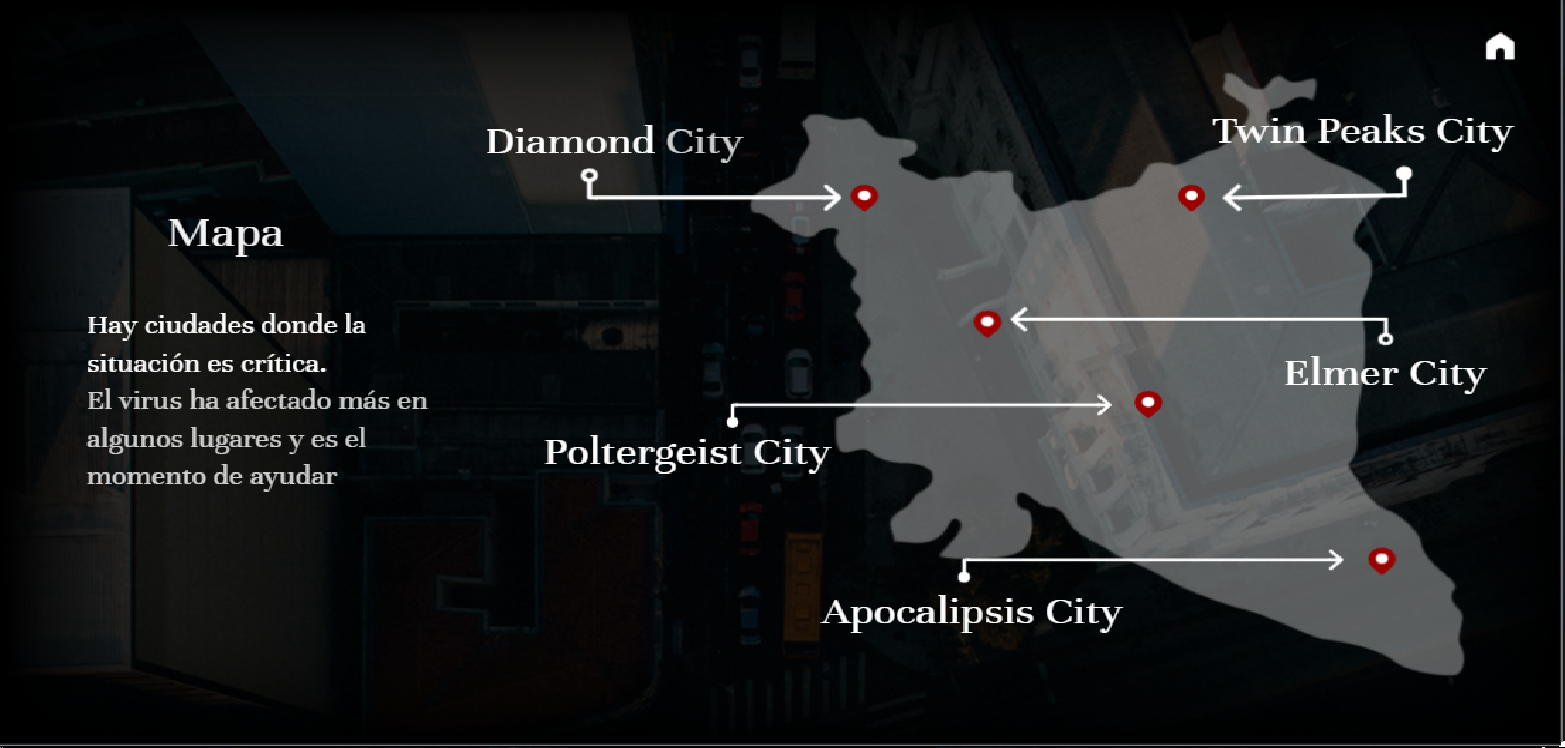 Diamond City
Twin Peaks City
Mapa
Hay ciudades donde la
situación es crítica.
El virus ha afectado más en
algunos lugares y es el
momento de ayudar
Elmer City
Poltergeist City
Apocalipsis City